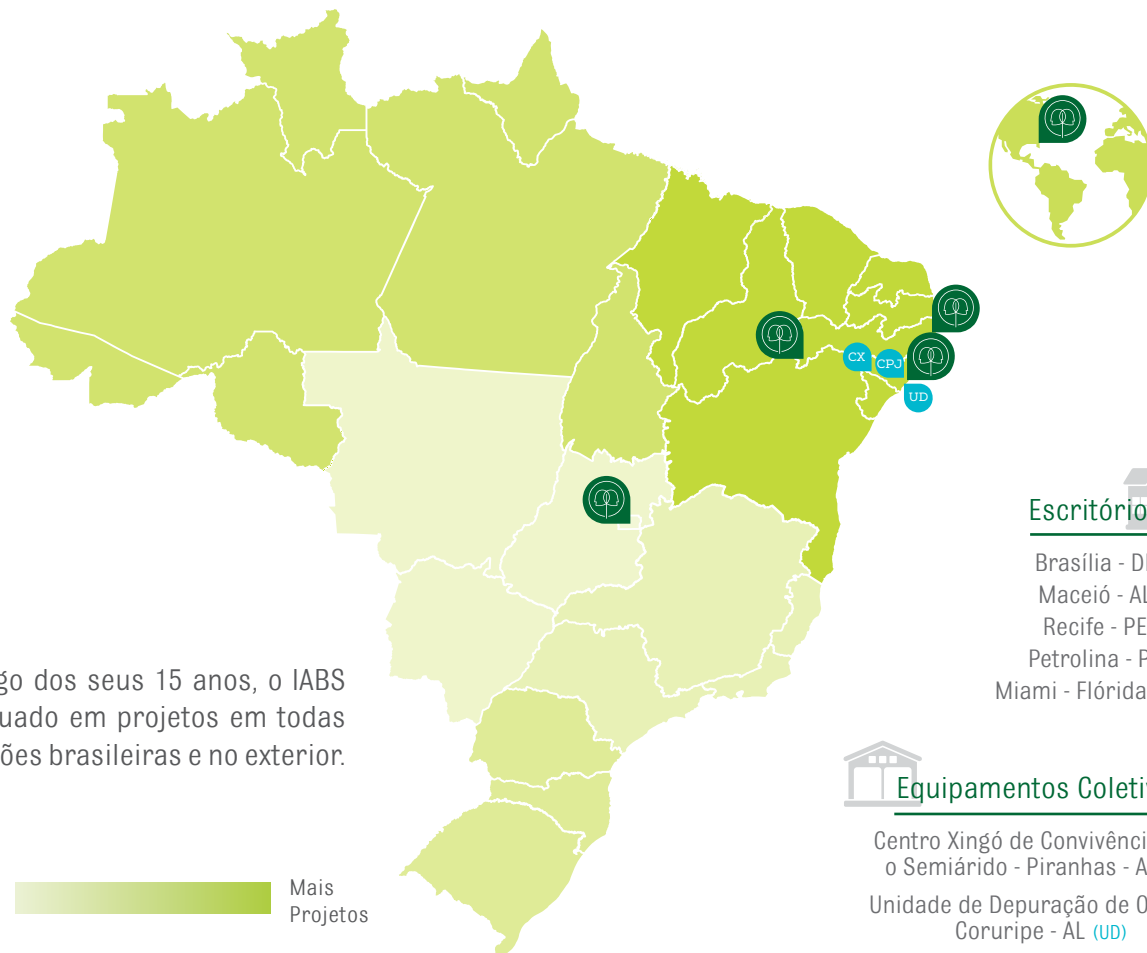 CX
CPJ
UD
Escritório
Brasília - D
Maceió - AL
Recife - PE
Petrolina - P
Miami - Flórida
go dos seus 15 anos, o IABS
uado em projetos em todas
ões brasileiras e no exterior.
Equipamentos Coleti
Centro Xingó de Convivênci
o Semiárido - Piranhas - A
Unidade de Depuração de O
Coruripe - AL (UD)
Mais
Projetos